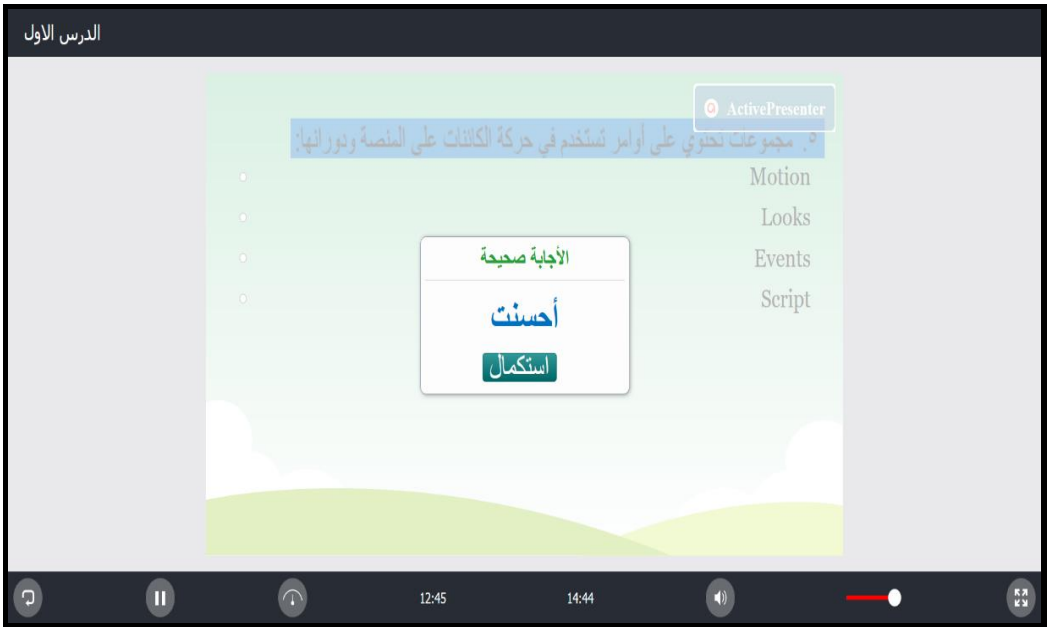 الدرس الاول
ActivePresenter
٥. مجموعات تحتوي على أوامر تستخدم في حركة الكائنات على المنصة ودورانها:
Motion
Looks
Events
Script
الأجابة صحيحة
أحسنت
استكمال
12:45
14:44